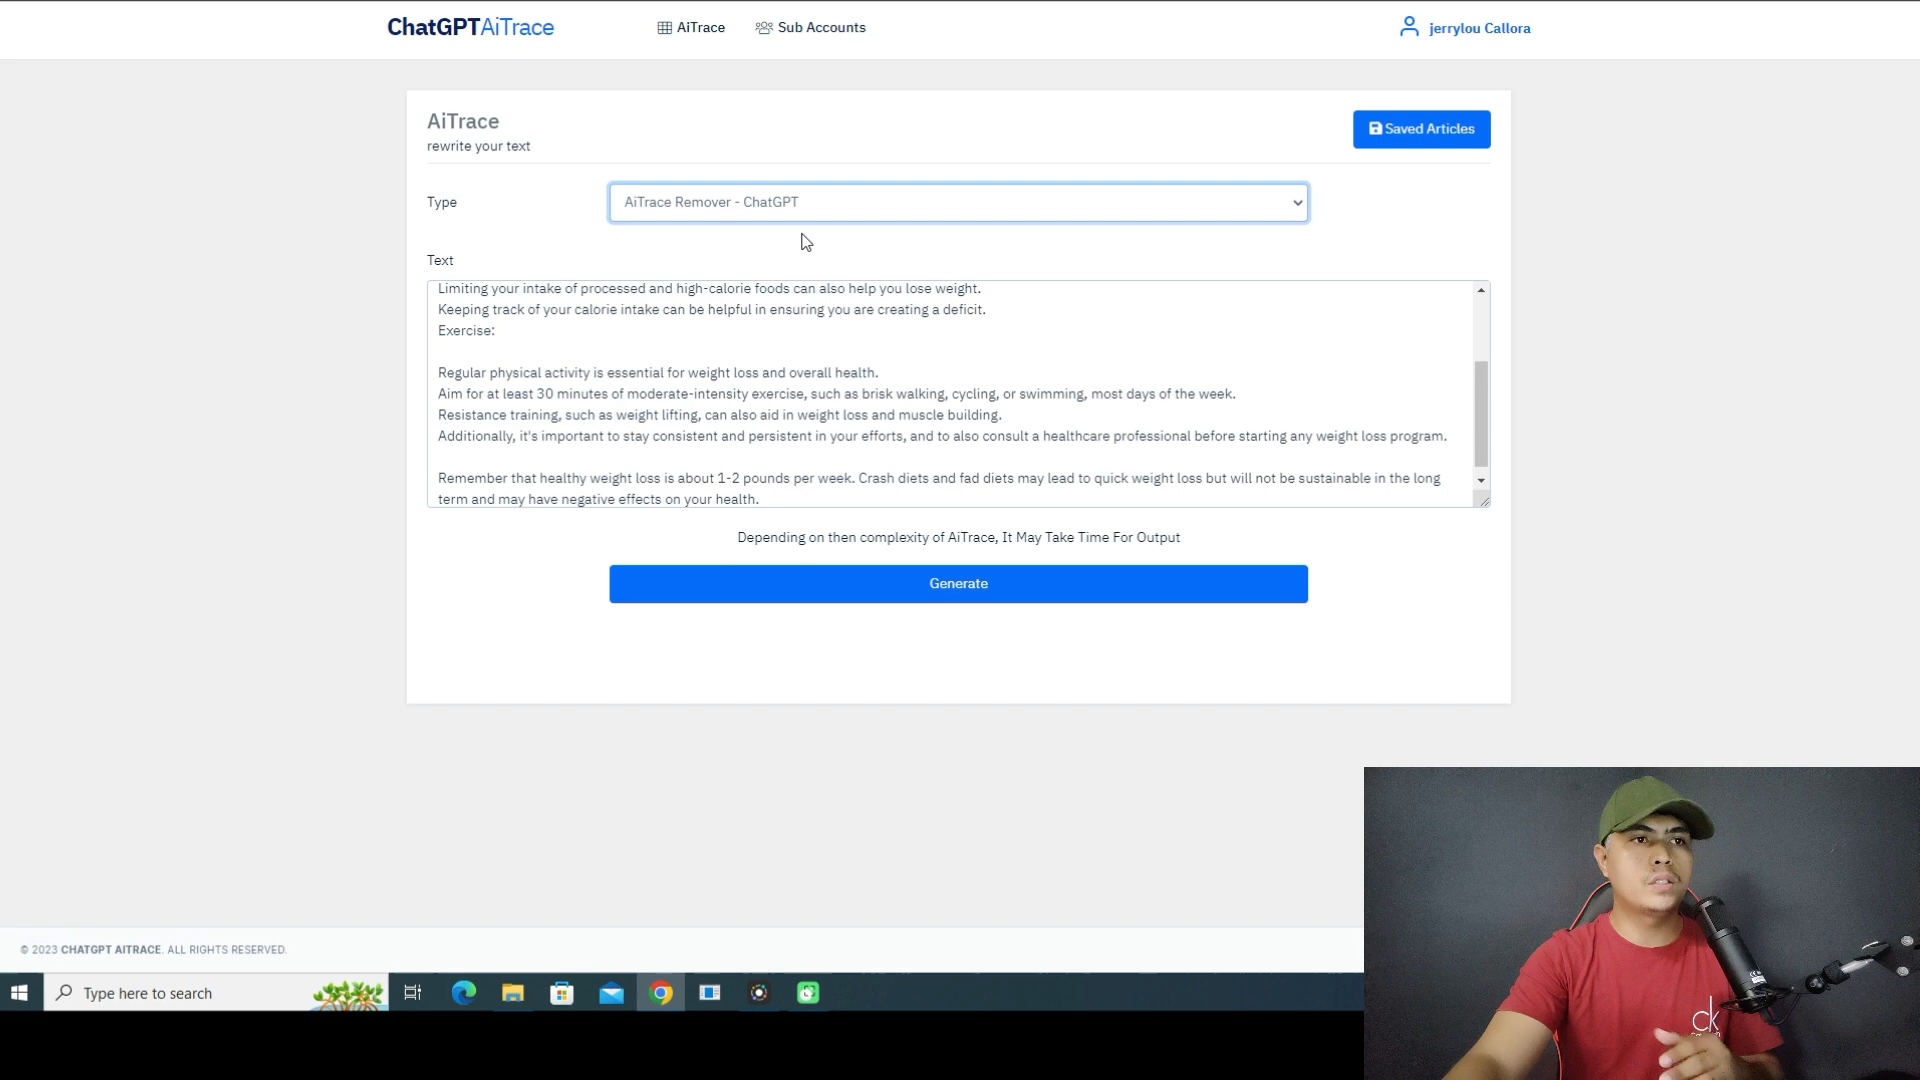 ChatGPTAiTrace
AiTrace
Sub Accounts
jerrylou Callora
AiTrace
rewrite your text
Saved Articles
Type
AiTrace Remover - ChatGPT
Text
Limiting your intake of processed and high-calorie foods can also help you lose weight.
Keeping track of your calorie intake can be helpful in ensuring you are creating a deficit.
Exercise:
Regular physical activity is essential for weight loss and overall health.
Aim for at least 30 minutes of moderate-intensity exercise, such as brisk walking, cycling, or swimming, most days of the week.
Resistance training, such as weight lifting, can also aid in weight loss and muscle building.
Additionally, it's important to stay consistent and persistent in your efforts, and to also consult a healthcare professional before starting any weight loss program.
Remember that healthy weight loss is about 1-2 pounds per week. Crash diets and fad diets may lead to quick weight loss but will not be sustainable in the long
term and may have negative effects on your health.
Depending on then complexity of AiTrace, It May Take Time For Output
Generate
© 2023 CHATGPT AITRACE. ALL RIGHTS RESERVED.
Type here to search
ck